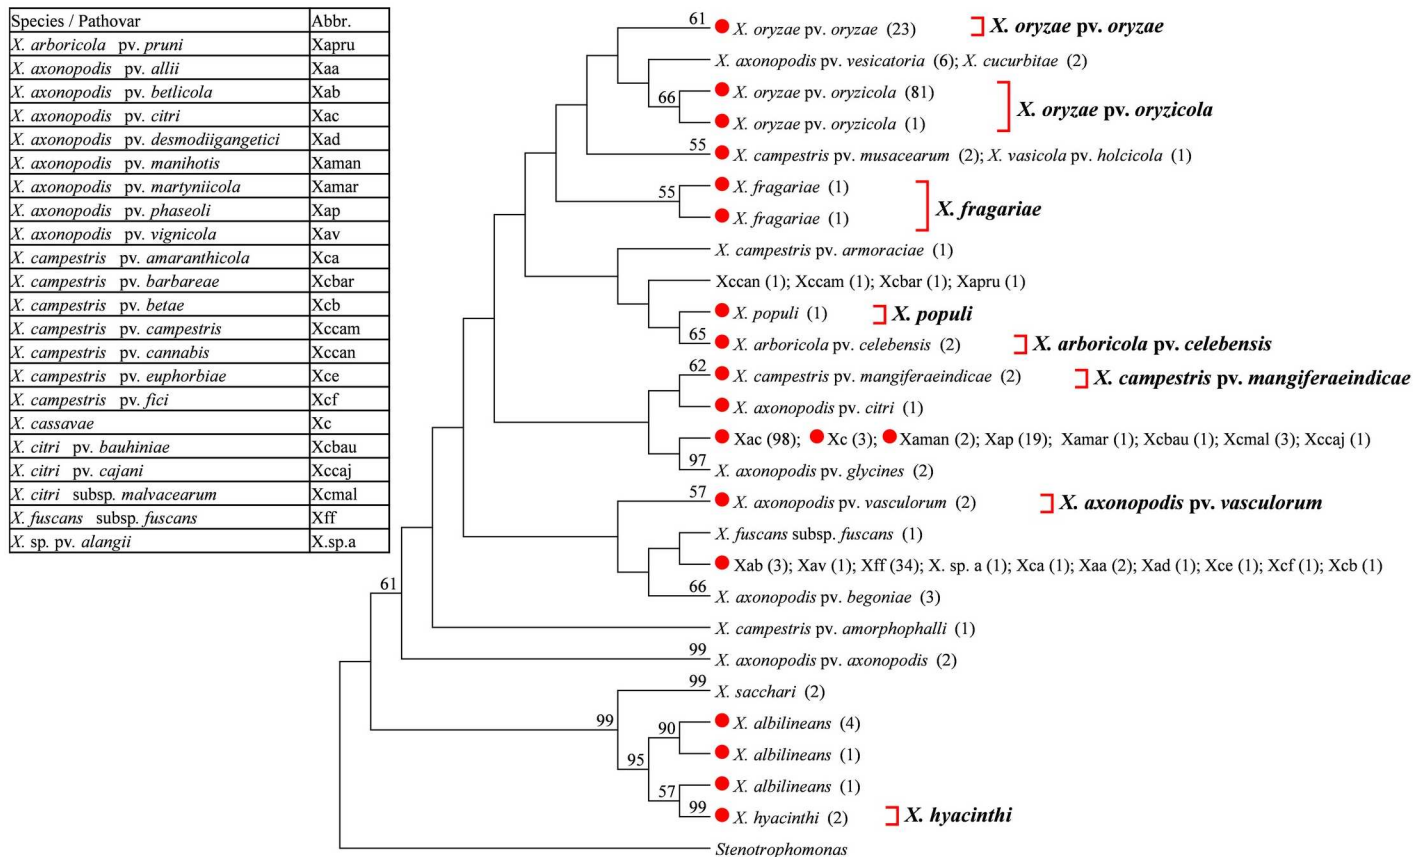 Species / Pathovar Abbr.
X. arboricola pv. pruni Xapru
X. axonopodis pv. allii Xaa
X. axonopodis pv. betlicola Xab
X. axonopodis pv. citri Xac
X. axonopodis pv. desmodiigangetici Xad
X. axonopodis pv. manihotis Xaman
X. axonopodis pv. martyniicola Xamar
X. axonopodis pv. phaseoli Xap
X. axonopodis pv. vignicola Xav
X. campestris pv. amaranthicola Xca
X. campestris pv. barbareae Xcbar
X. campestris pv. betae Xcb
X. campestris pv. campestris Xccam
X. campestris pv. cannabis Xccan
X. campestris pv. euphorbiae Xce
X. campestris pv. fici Xcf
X. cassavae Xc
X. citri pv. bauhiniae Xcbau
X. citri pv. cajani Xccaj
X. citri subsp. malvacearum Xcmal
X. fuscans subsp. fuscans Xff
X. sp. pv. alangii X.sp.a
61 X. oryzae pv. oryzae (23) X. oryzae pv. oryzae
X. axonopodis pv. vesicatoria (6); X. cucurbitae (2)
66 X. oryzae pv. oryzicola (81)
X. oryzae pv. oryzicola
X. oryzae pv. oryzicola (1)
55 X. campestris pv. musacearum (2); X. vasicola pv. holcicola (1)
55 X. fragariae (1)
X. fragariae
X. fragariae (1)
X. campestris pv. armoraciae (1)
Xccan (1); Xccam (1); Xcbar (1); Xapru (1)
X. populi (1) X. populi
65 X. arboricola pv. celebensis (2) X. arboricola pv. celebensis
62 X. campestris pv. mangiferaeindicae (2) X. campestris pv. mangiferaeindicae
X. axonopodis pv. citri (1)
Xac (98); Xc (3); Xaman (2); Xap (19); Xamar (1); Xcbau (1); Xcmal (3); Xccaj (1)
97 X. axonopodis pv. glycines (2)
57 X. axonopodis pv. vasculorum (2) X. axonopodis pv. vasculorum
X. fuscans subsp. fuscans (1)
Xab (3); Xav (1); Xff (34); X. sp. a (1); Xca (1); Xaa (2); Xad (1); Xce (1); Xcf (1); Xcb (1)
61
66 X. axonopodis pv. begoniae (3)
X. campestris pv. amorphophalli (1)
99 X. axonopodis pv. axonopodis (2)
99 X. sacchari (2)
99
90 X. albilineans (4)
X. albilineans (1)
95
57 X. albilineans (1)
99 X. hyacinthi (2) X. hyacinthi
Stenotrophomonas